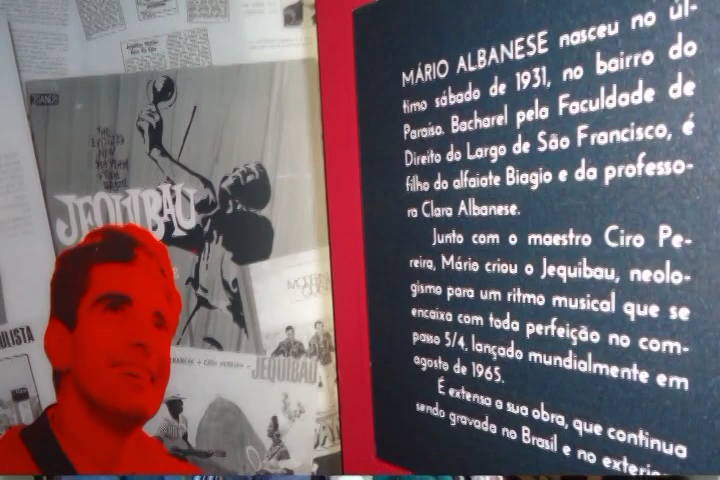 JEQUIBAU
JEQUIBAU
MÁRIO ALBANESE nasceu no úl-
timo sábado de 1931, no bairro do
Paraíso. Bacharel pela Faculdade de
Direito do Largo de São Francisco, é
filho do alfaiate Biagio e da professo-
ra Clara Albanese.
Junto com o maestro Ciro Pe-
reira, Mário criou o Jequibau, neolo-
gismo para um ritmo musical que se
encaixa com toda perfeição no com-
passo 5/4, lançado mundialmente em
agosto de 1965.
É extensa a sua obra, que continua
sendo gravada no Brasil e no